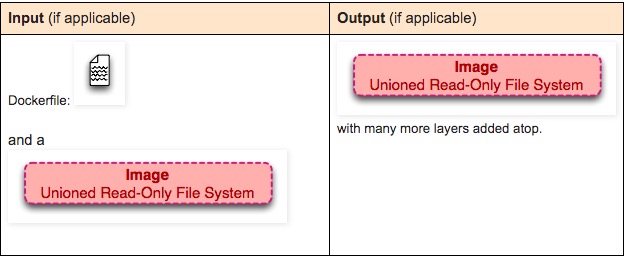 Input (if applicable)
Output (if applicable)
Dockerfile:
and a
Image
Unioned Read-Only File System
Image
Unioned Read-Only File System
with many more layers added atop.